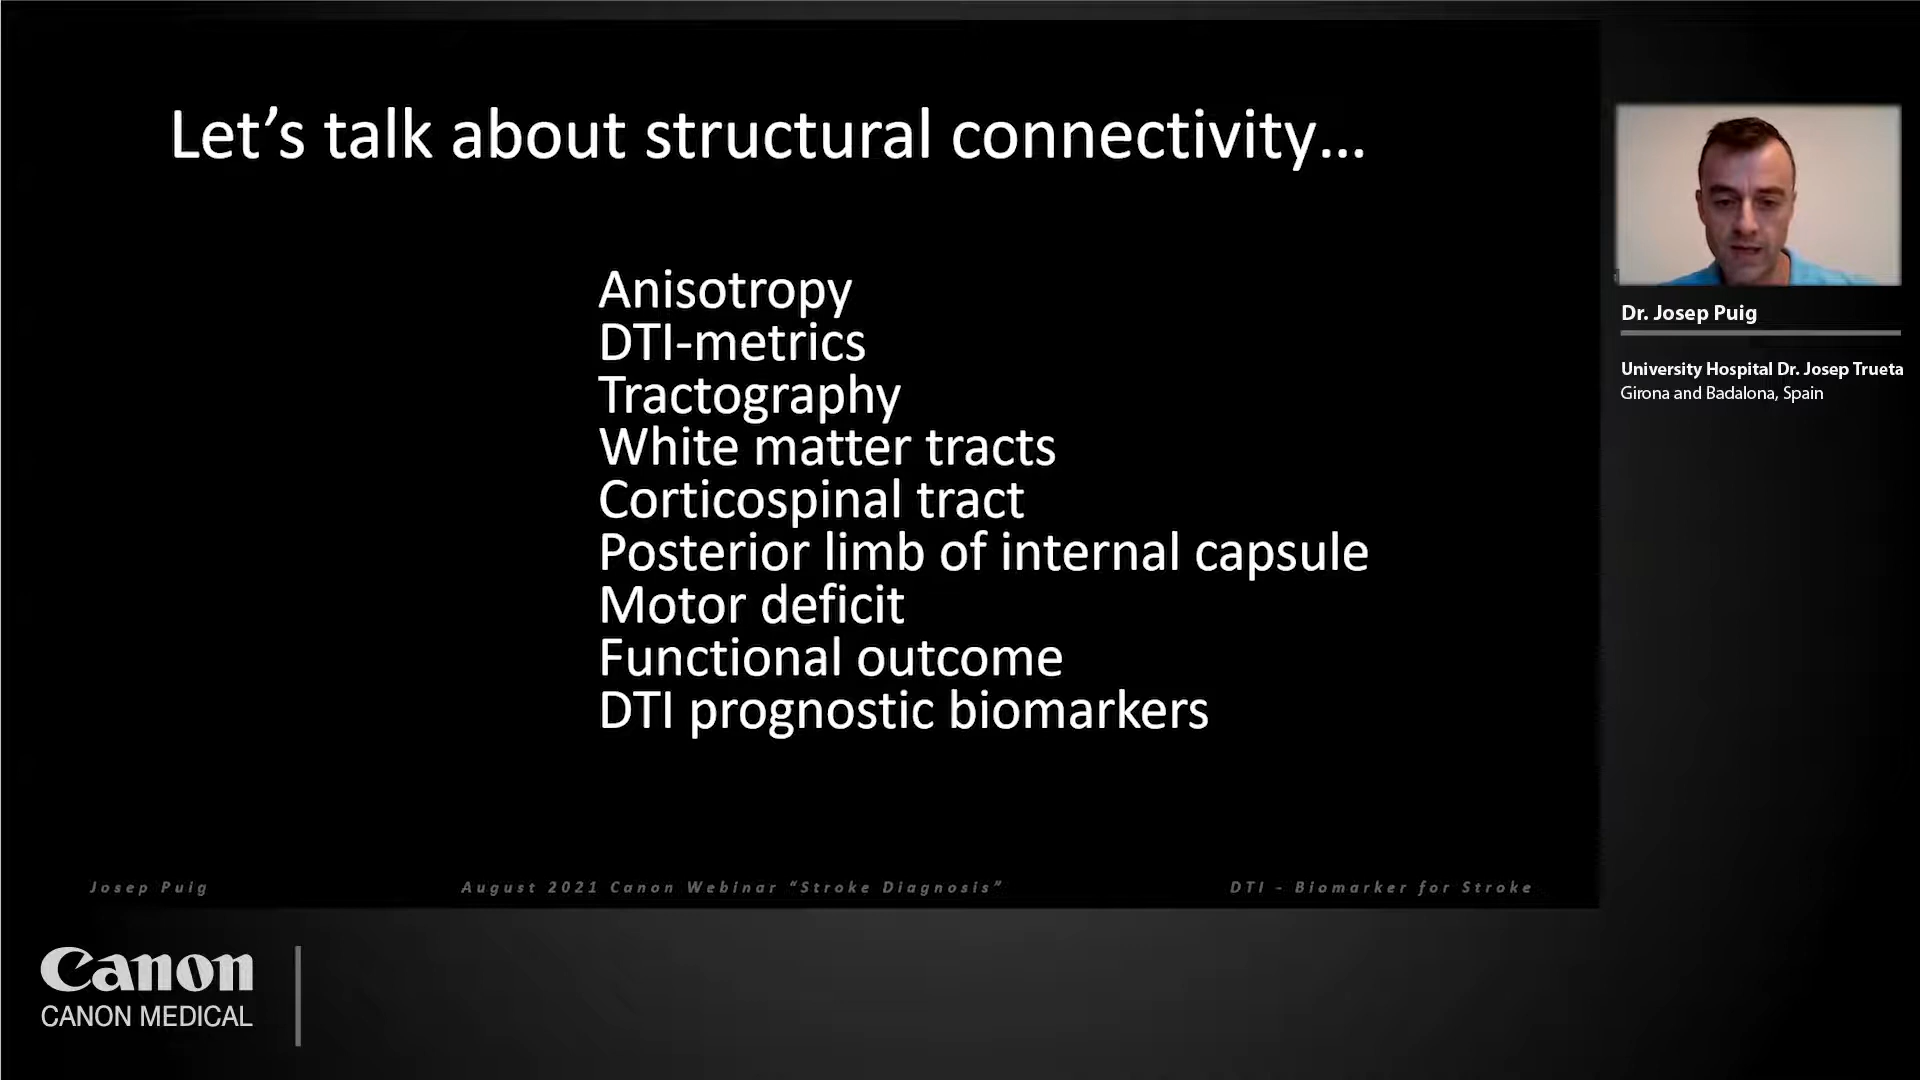 Let’s talk about structural connectivity...
Anisotropy
DTI-metrics
Tractography
White matter tracts
Corticospinal tract
Posterior limb of internal capsule
Motor deficit
Functional outcome
DTI prognostic biomarkers
Josep Puig
August 2021 Canon Webinar “Stroke Diagnosis”
DTI - Biomarker for Stroke
Dr. Josep Puig
University Hospital Dr. Josep Trueta
Girona and Badalona, Spain
Canon
CANON MEDICAL